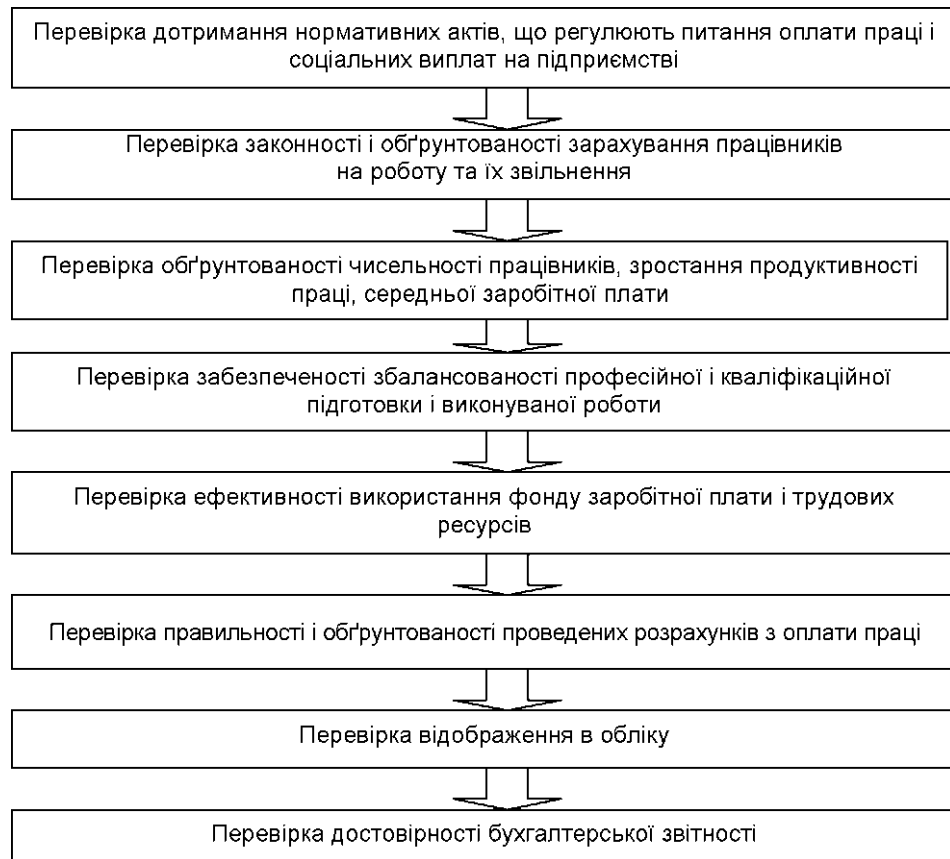 Перевірка дотримання нормативних актів, що регулюють питання оплати праці і
соціальних виплат на підприємстві
Перевірка законності і обґрунтованості зарахування працівників
на роботу та їх звільнення
Перевірка обґрунтованості чисельності працівників, зростання продуктивності
праці, середньої заробітної плати
Перевірка забезпеченості збалансованості професійної і кваліфікаційної
підготовки і виконуваної роботи
Перевірка ефективності використання фонду заробітної плати і трудових
ресурсів
Перевірка правильності і обґрунтованості проведених розрахунків з оплати праці
Перевірка відображення в обліку
Перевірка достовірності бухгалтерської звітності